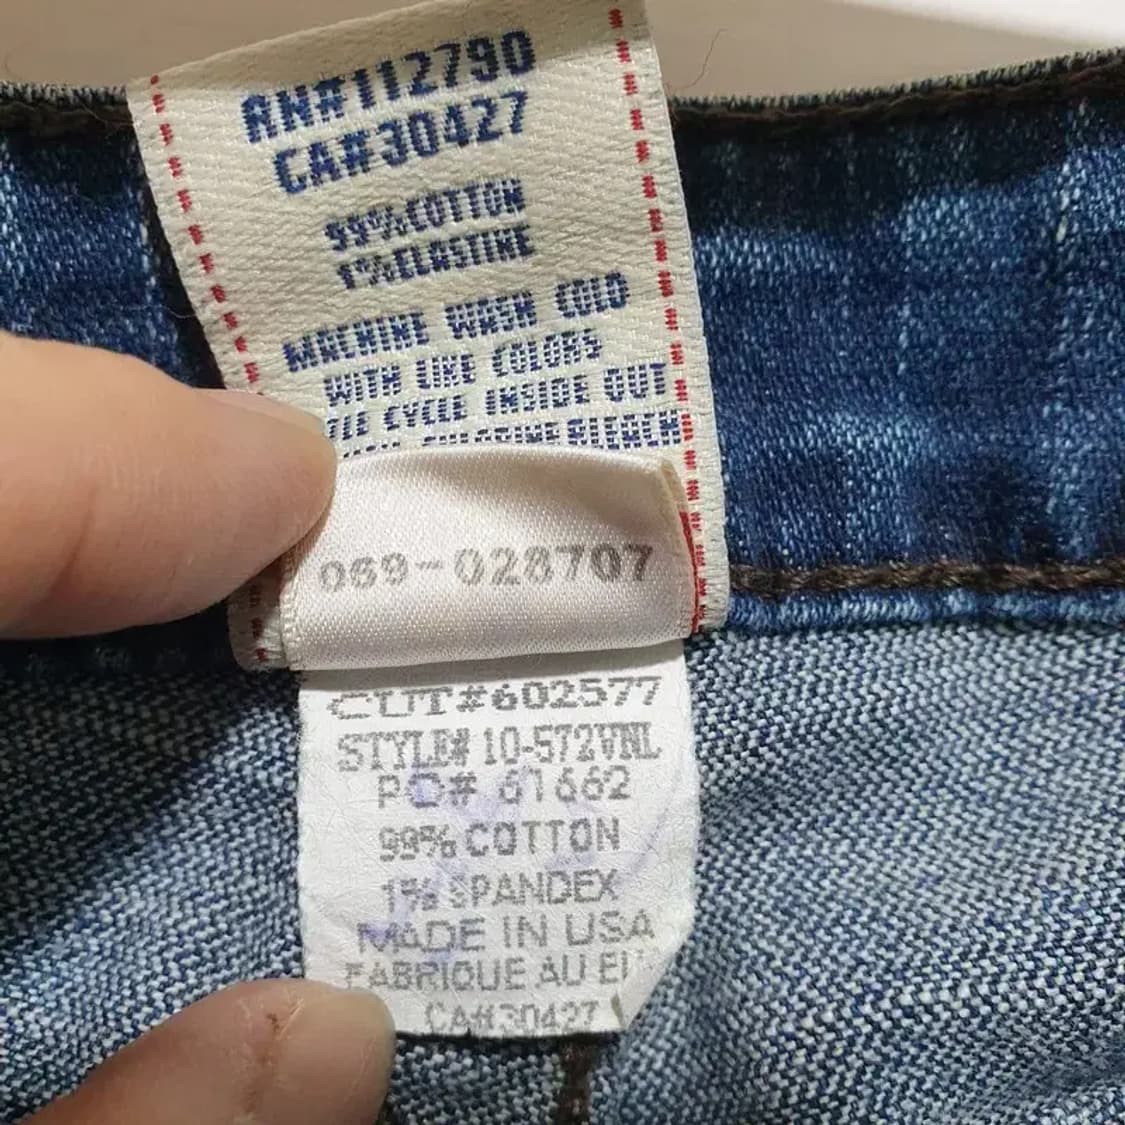 RN#112790
CA#30427
99%COTTON
1%ELASTINE
MACHINE WASH COLD
WITH LIKE COLORS
CYCLE INSIDE OUT
069-028707
CUT#602577
STYLE# 10-572VNL
PO# 61662
99% COTTON
1% SPANDEX
MADE IN USA
FABRIQUE AU EU
CA#30427